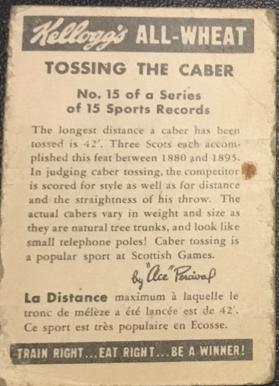 Kellogg's ALL-WHEAT
TOSSING THE CABER
No. 15 of a Series
of 15 Sports Records
The longest distance a caber has been
tossed is 42'. Three Scots each accom-
plished this feat between 1880 and 1895.
In judging caber tossing, the competitor
is scored for style as well as for distance
and the straightness of his throw. The
actual cabers vary in weight and size as
they are natural tree trunks, and look like
small telephone poles! Caber tossing is
a popular sport at Scottish Games.
by "Ace" Percival
La Distance maximum à laquelle le
tronc de mélèze a été lancée est de 42'.
Ce sport est très populaire en Ecosse.
TRAIN RIGHT...EAT RIGHT...BE A WINNER!